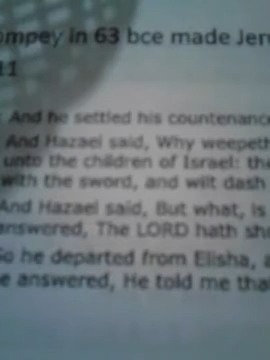 ompey in 63 bce made Jeru
11
And he settled his countenance
And Hazael said, Why weepeth
unto the children of Israel: the
with the sword, and wilt dash
And Hazael said, But what, is
answered, The LORD hath sh
So he departed from Elisha, a
e answered, He told me tha